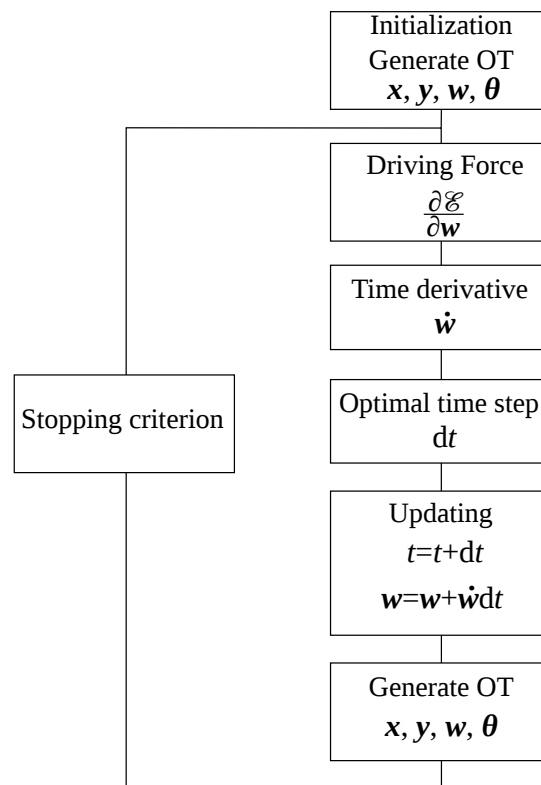 Initialization
Generate OT
x, y, w, θ
Driving Force
∂ℰ
∂w
Time derivative
ẇ
Stopping criterion
Optimal time step
dt
Updating
t=t+dt
w=w+ẇdt
Generate OT
x, y, w, θ